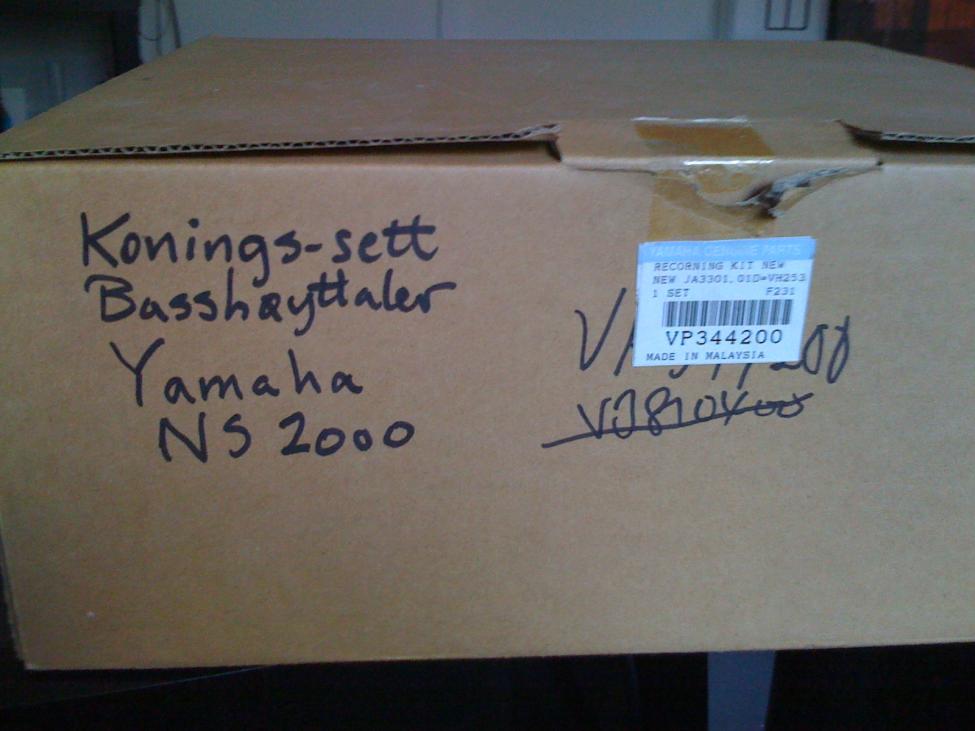 Konings-sett
Basshøyttaler
Yamaha
NS 2000
YAMAHA GENUINE PARTS
RECORNING KIT NEW
NEW JA3301,01D*VH253
1 SET F231
VP344200
MADE IN MALAYSIA